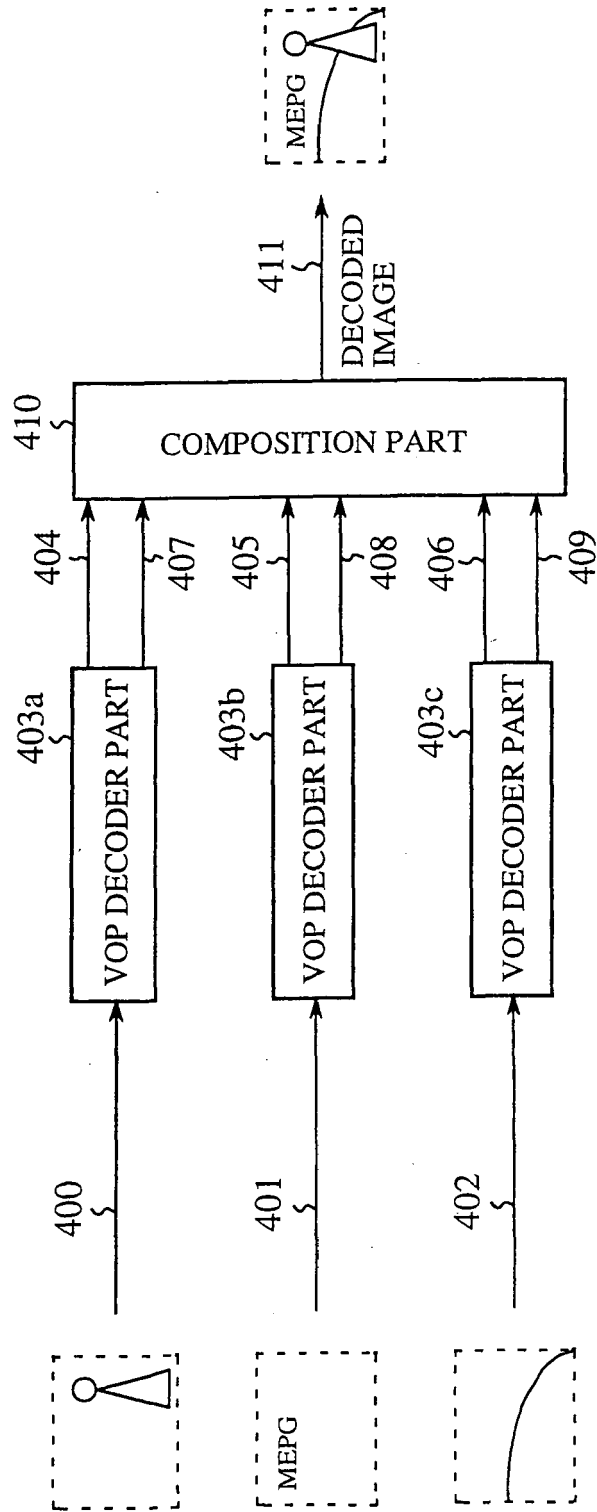 400
403a
VOP DECODER PART
404
407
MEPG
401
403b
VOP DECODER PART
405
408
402
403c
VOP DECODER PART
406
409
410
COMPOSITION PART
411
DECODED
IMAGE
MEPG